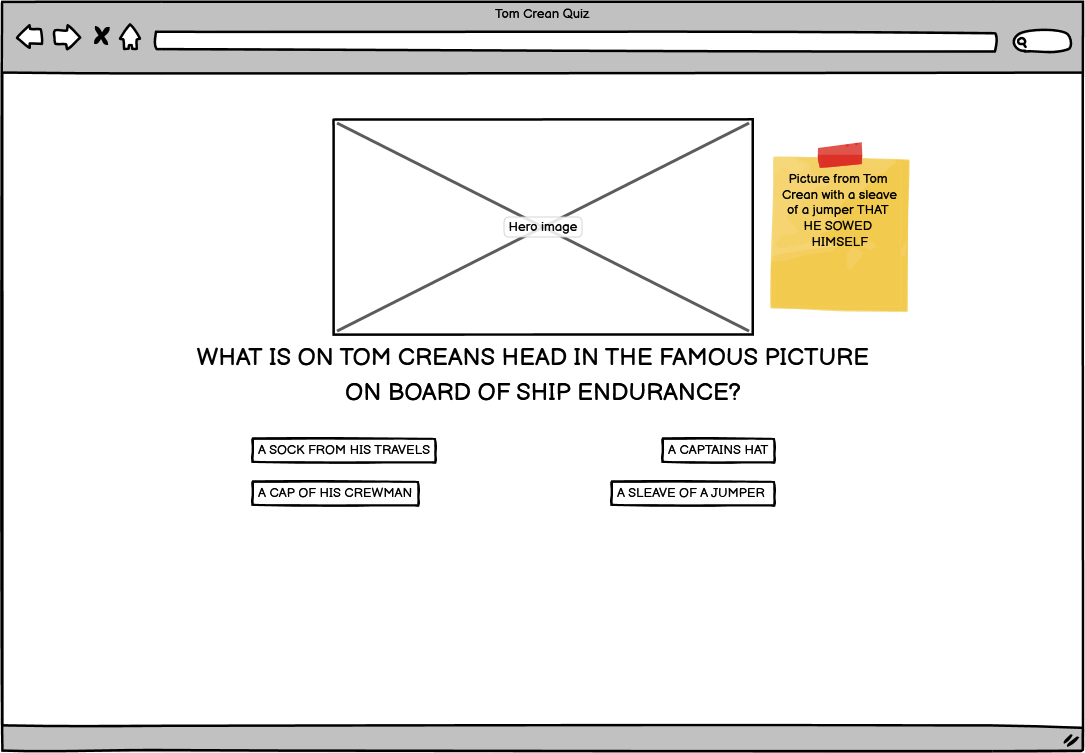 Tom Crean Quiz
Hero image
Picture from Tom
Crean with a sleave
of a jumper THAT
HE SOWED
HIMSELF
WHAT IS ON TOM CREANS HEAD IN THE FAMOUS PICTURE
ON BOARD OF SHIP ENDURANCE?
A SOCK FROM HIS TRAVELS
A CAPTAINS HAT
A CAP OF HIS CREWMAN
A SLEAVE OF A JUMPER